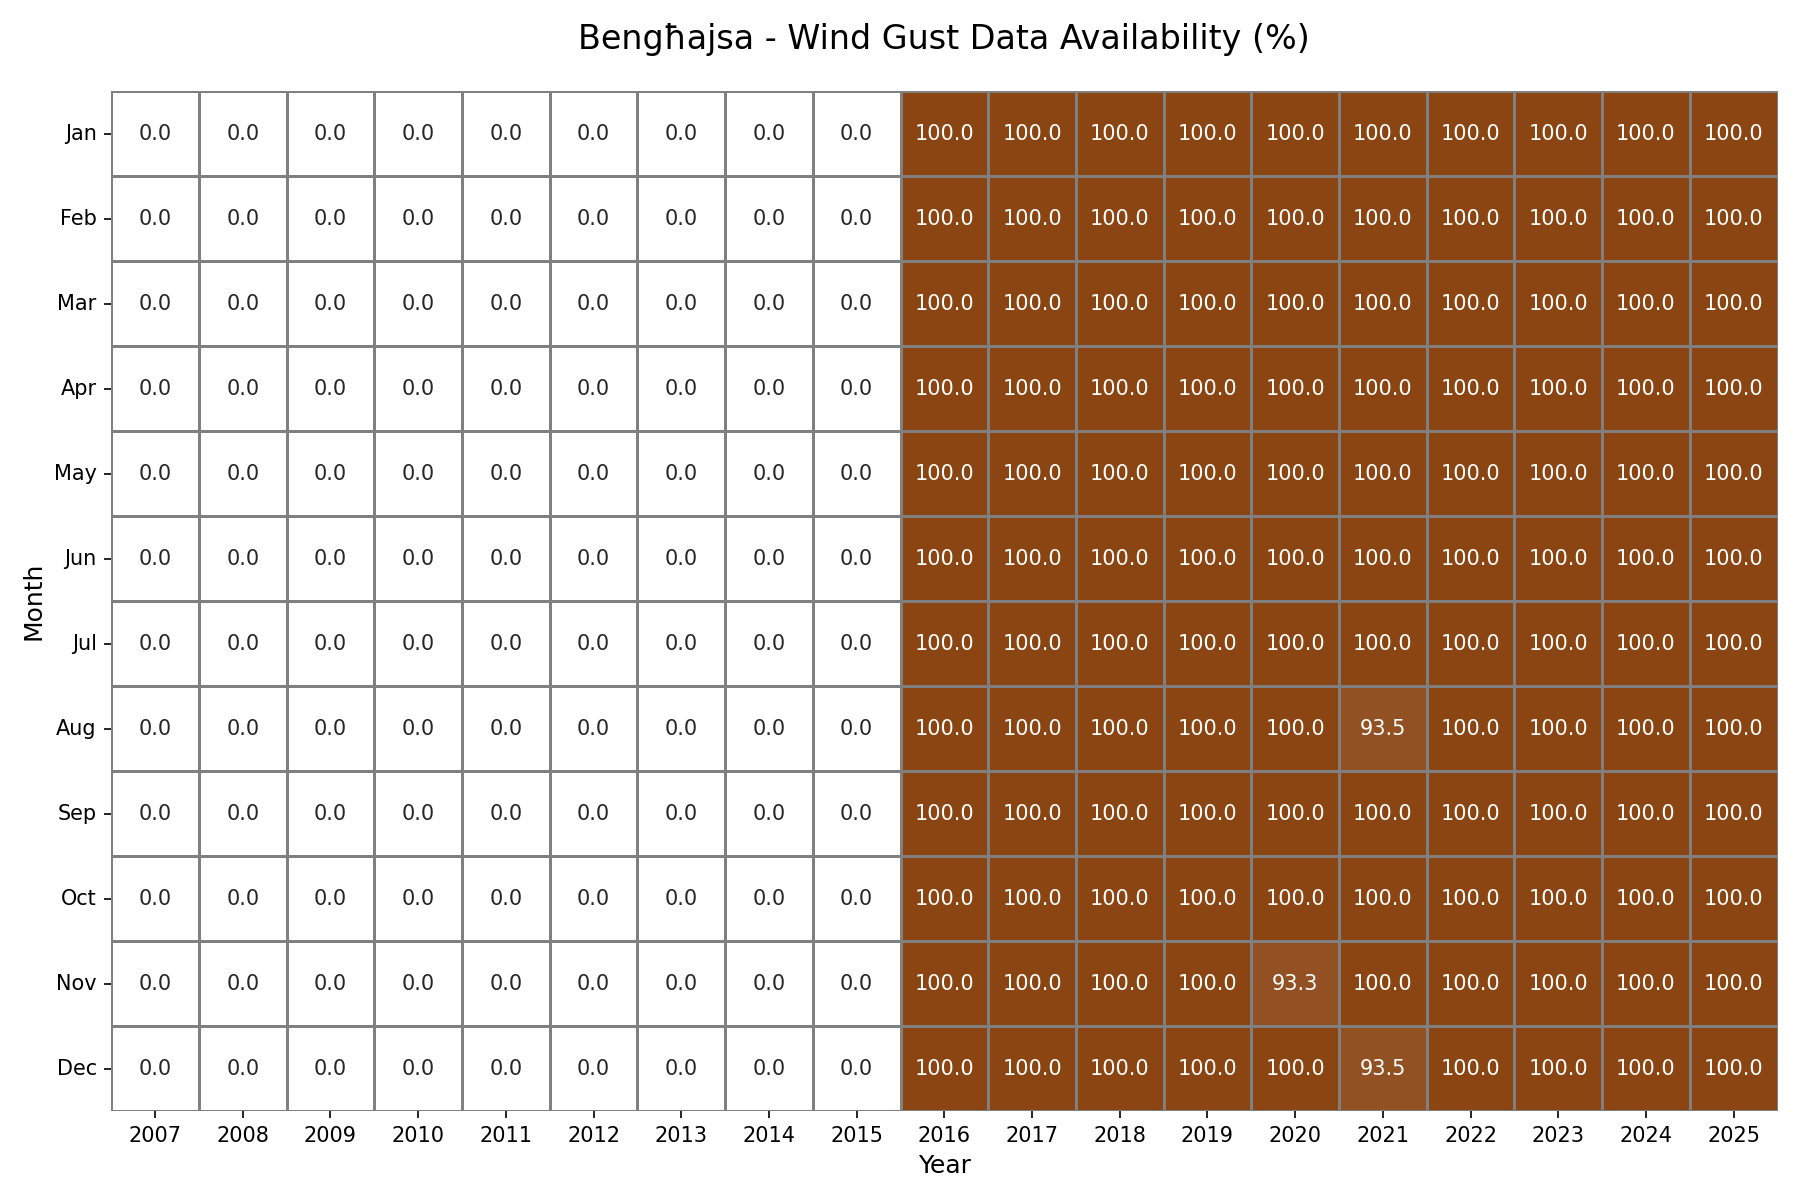 Bengħajsa - Wind Gust Data Availability (%)
Jan 0.0 0.0 0.0 0.0 0.0 0.0 0.0 0.0 0.0 100.0 100.0 100.0 100.0 100.0 100.0 100.0 100.0 100.0 100.0
Feb 0.0 0.0 0.0 0.0 0.0 0.0 0.0 0.0 0.0 100.0 100.0 100.0 100.0 100.0 100.0 100.0 100.0 100.0 100.0
Mar 0.0 0.0 0.0 0.0 0.0 0.0 0.0 0.0 0.0 100.0 100.0 100.0 100.0 100.0 100.0 100.0 100.0 100.0 100.0
Apr 0.0 0.0 0.0 0.0 0.0 0.0 0.0 0.0 0.0 100.0 100.0 100.0 100.0 100.0 100.0 100.0 100.0 100.0 100.0
May 0.0 0.0 0.0 0.0 0.0 0.0 0.0 0.0 0.0 100.0 100.0 100.0 100.0 100.0 100.0 100.0 100.0 100.0 100.0
Jun 0.0 0.0 0.0 0.0 0.0 0.0 0.0 0.0 0.0 100.0 100.0 100.0 100.0 100.0 100.0 100.0 100.0 100.0 100.0
Month
Jul 0.0 0.0 0.0 0.0 0.0 0.0 0.0 0.0 0.0 100.0 100.0 100.0 100.0 100.0 100.0 100.0 100.0 100.0 100.0
Aug 0.0 0.0 0.0 0.0 0.0 0.0 0.0 0.0 0.0 100.0 100.0 100.0 100.0 100.0 93.5 100.0 100.0 100.0 100.0
Sep 0.0 0.0 0.0 0.0 0.0 0.0 0.0 0.0 0.0 100.0 100.0 100.0 100.0 100.0 100.0 100.0 100.0 100.0 100.0
Oct 0.0 0.0 0.0 0.0 0.0 0.0 0.0 0.0 0.0 100.0 100.0 100.0 100.0 100.0 100.0 100.0 100.0 100.0 100.0
Nov 0.0 0.0 0.0 0.0 0.0 0.0 0.0 0.0 0.0 100.0 100.0 100.0 100.0 93.3 100.0 100.0 100.0 100.0 100.0
Dec 0.0 0.0 0.0 0.0 0.0 0.0 0.0 0.0 0.0 100.0 100.0 100.0 100.0 100.0 93.5 100.0 100.0 100.0 100.0
2007 2008 2009 2010 2011 2012 2013 2014 2015 2016 2017 2018 2019 2020 2021 2022 2023 2024 2025
Year